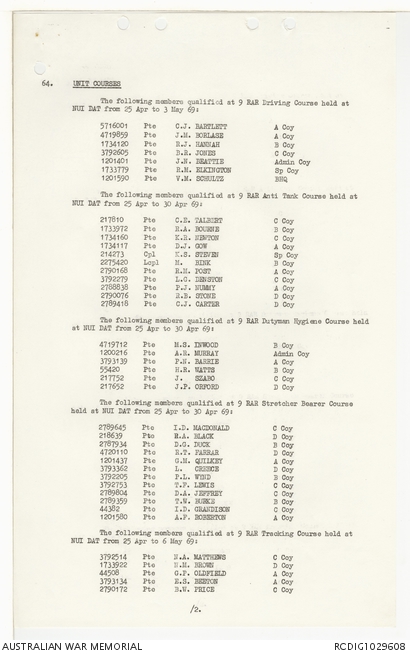 64. UNIT COURSES
The following members qualified at 9 RAR Driving Course held at
NUI DAT from 25 Apr to 3 May 69:
5716001 Pte C.J. BARTLETT A Coy
4719859 Pte J.M. BORLASE A Coy
1734120 Pte R.J. HANNAH B Coy
3792605 Pte B.R. JONES C Coy
1201401 Pte J.N. BEATTIE Admin Coy
1733779 Pte R.M. ELKINGTON Sp Coy
1201590 Pte V.M. SCHULTZ BHQ
The following members qualified at 9 RAR Anti Tank Course held at
NUI DAT from 25 Apr to 30 Apr 69:
217810 Pte C.E. TALBERT C Coy
1733972 Pte R.A. BOURNE B Coy
1734160 Pte K.R. NEWTON C Coy
1734117 Pte D.J. GOW A Coy
214273 Cpl K.S. STEVEN Sp Coy
2275420 Lcpl M. BINK B Coy
2790168 Pte R.M. POST A Coy
3792279 Pte L.G. DENSTON C Coy
2788838 Pte P.J. NUMMY A Coy
2790076 Pte R.B. STONE D Coy
2789418 Pte C.J. CARTER D Coy
The following members qualified at 9 RAR Dutyman Hygiene Course held
at NUI DAT from 25 Apr to 30 Apr 69:
4719712 Pte M.S. INWOOD B Coy
1200216 Pte A.R. MURRAY Admin Coy
3793139 Pte P.N. BARRIE A Coy
55420 Pte H.R. WATTS B Coy
217752 Pte J. SZABO C Coy
217652 Pte J.P. ORFORD D Coy
The following members qualified at 9 RAR Stretcher Bearer Course
held at NUI DAT from 25 Apr to 30 Apr 69:
2789645 Pte I.D. MACDONALD C Coy
218639 Pte R.A. BLACK D Coy
2787934 Pte D.G. DUCK B Coy
4720110 Pte R.T. FARRAR D Coy
1201437 Pte G.M. QUILKEY A Coy
3793362 Pte L. CREECE D Coy
3792205 Pte P.L. WYND B Coy
3792753 Pte T.F. LEWIS C Coy
2789804 Pte D.A. JEFFREY C Coy
2789359 Pte T.W. BURKE B Coy
44382 Pte I.D. GRANDISON C Coy
1201580 Pte A.F. ROBERTON A Coy
The following members qualified at 9 RAR Tracking Course held at
NUI DAT from 25 Apr to 6 May 69:
3792514 Pte N.A. MATTHEWS C Coy
1733922 Pte N.M. BROWN D Coy
44508 Pte G.F. OLDFIELD A Coy
3793134 Pte E.S. BEETON A Coy
2790172 Pte B.W. PRICE C Coy
/2.
AUSTRALIAN WAR MEMORIAL RCDIG1029608